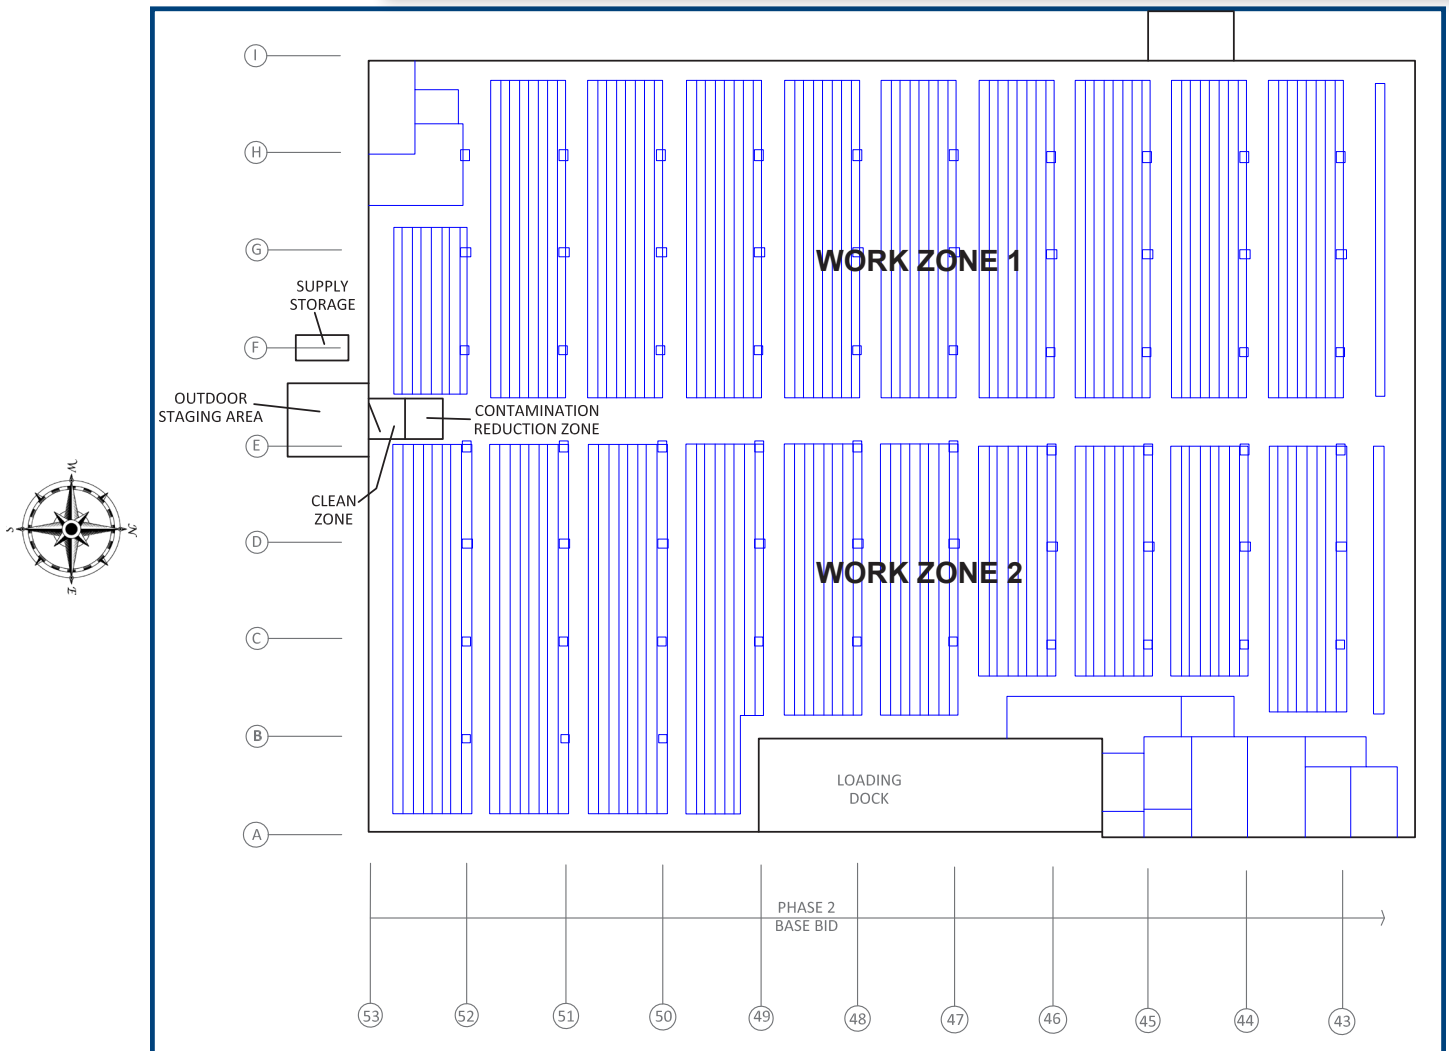 I
H
G
WORK ZONE 1
SUPPLY
STORAGE
F
OUTDOOR
STAGING AREA
CONTAMINATION
REDUCTION ZONE
E
CLEAN
ZONE
W
S
N
E
D
WORK ZONE 2
C
B
LOADING
DOCK
A
PHASE 2
BASE BID
53
52
51
50
49
48
47
46
45
44
43